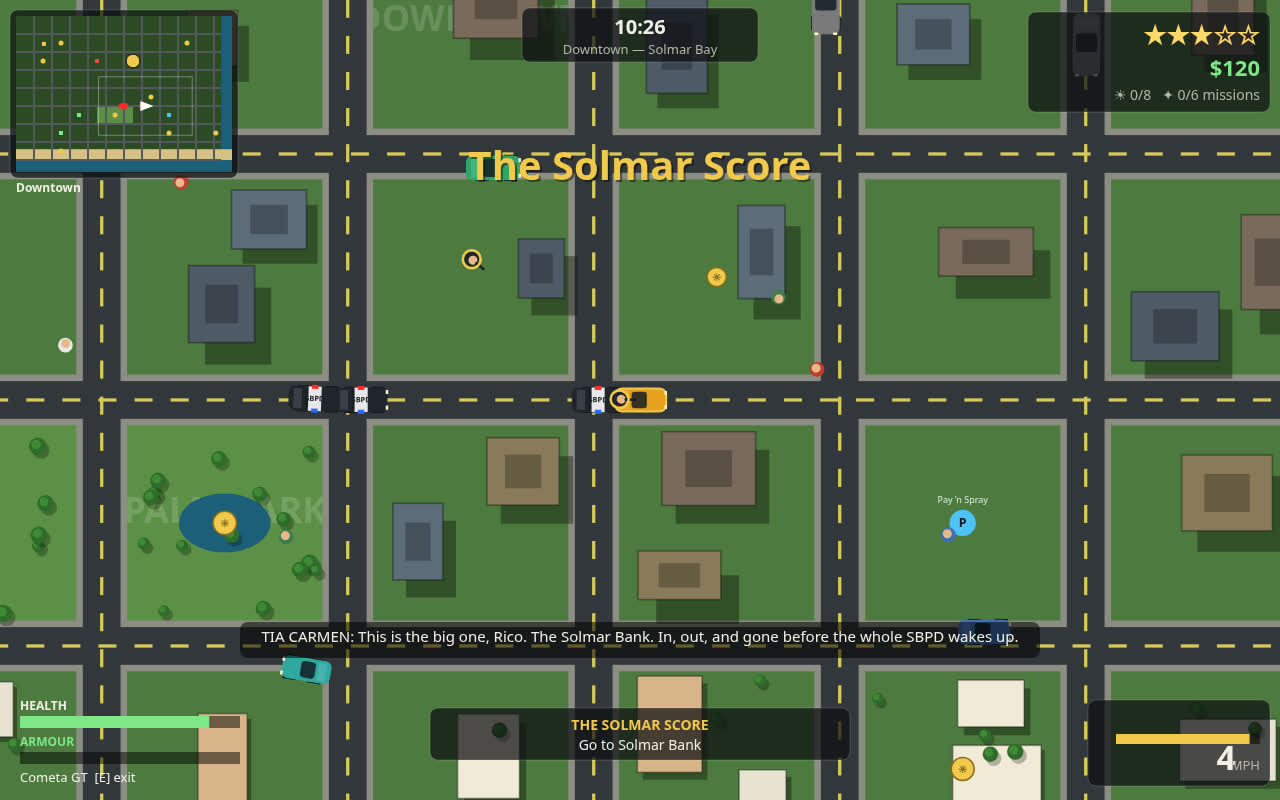 10:26
Downtown — Solmar Bay
★★★☆☆
$120
☀ 0/8 ✦ 0/6 missions
The Solmar Score
Downtown
SBPD
Pay 'n Spray
P
PALM PARK
TIA CARMEN: This is the big one, Rico. The Solmar Bank. In, out, and gone before the whole SBPD wakes up.
HEALTH
ARMOUR
Cometa GT [E] exit
THE SOLMAR SCORE
Go to Solmar Bank
4 MPH